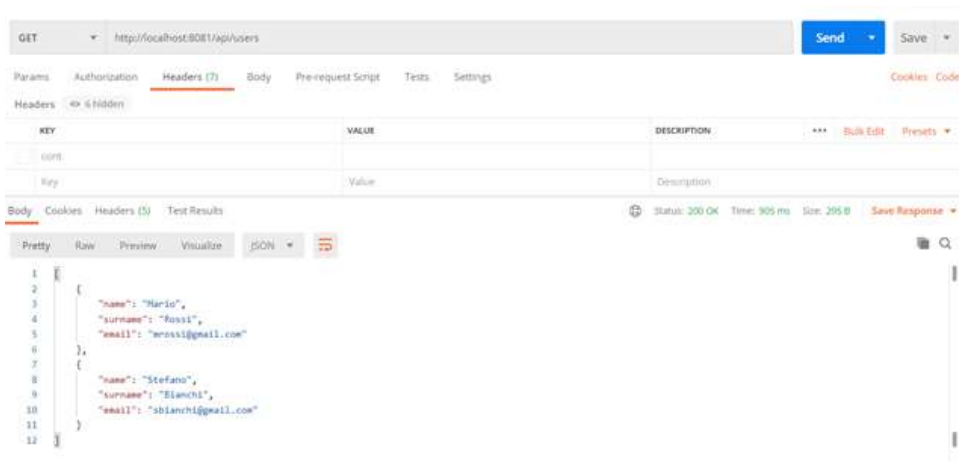 GET http://localhost:8081/api/users Send Save
Params Authorization Headers (7) Body Pre-request Script Tests Settings Cookies Code
Headers 6 hidden
KEY VALUE DESCRIPTION Bulk Edit Presets
cont
Key Value Description
Body Cookies Headers (5) Test Results Status: 200 OK Time: 905 ms Size: 295 B Save Response
Pretty Raw Preview Visualize JSON
1 [
2 {
3 "name": "Mario",
4 "surname": "Rossi",
5 "email": "mrossi@gmail.com"
6 },
7 {
8 "name": "Stefano",
9 "surname": "Bianchi",
10 "email": "sbianchi@gmail.com"
11 }
12 ]